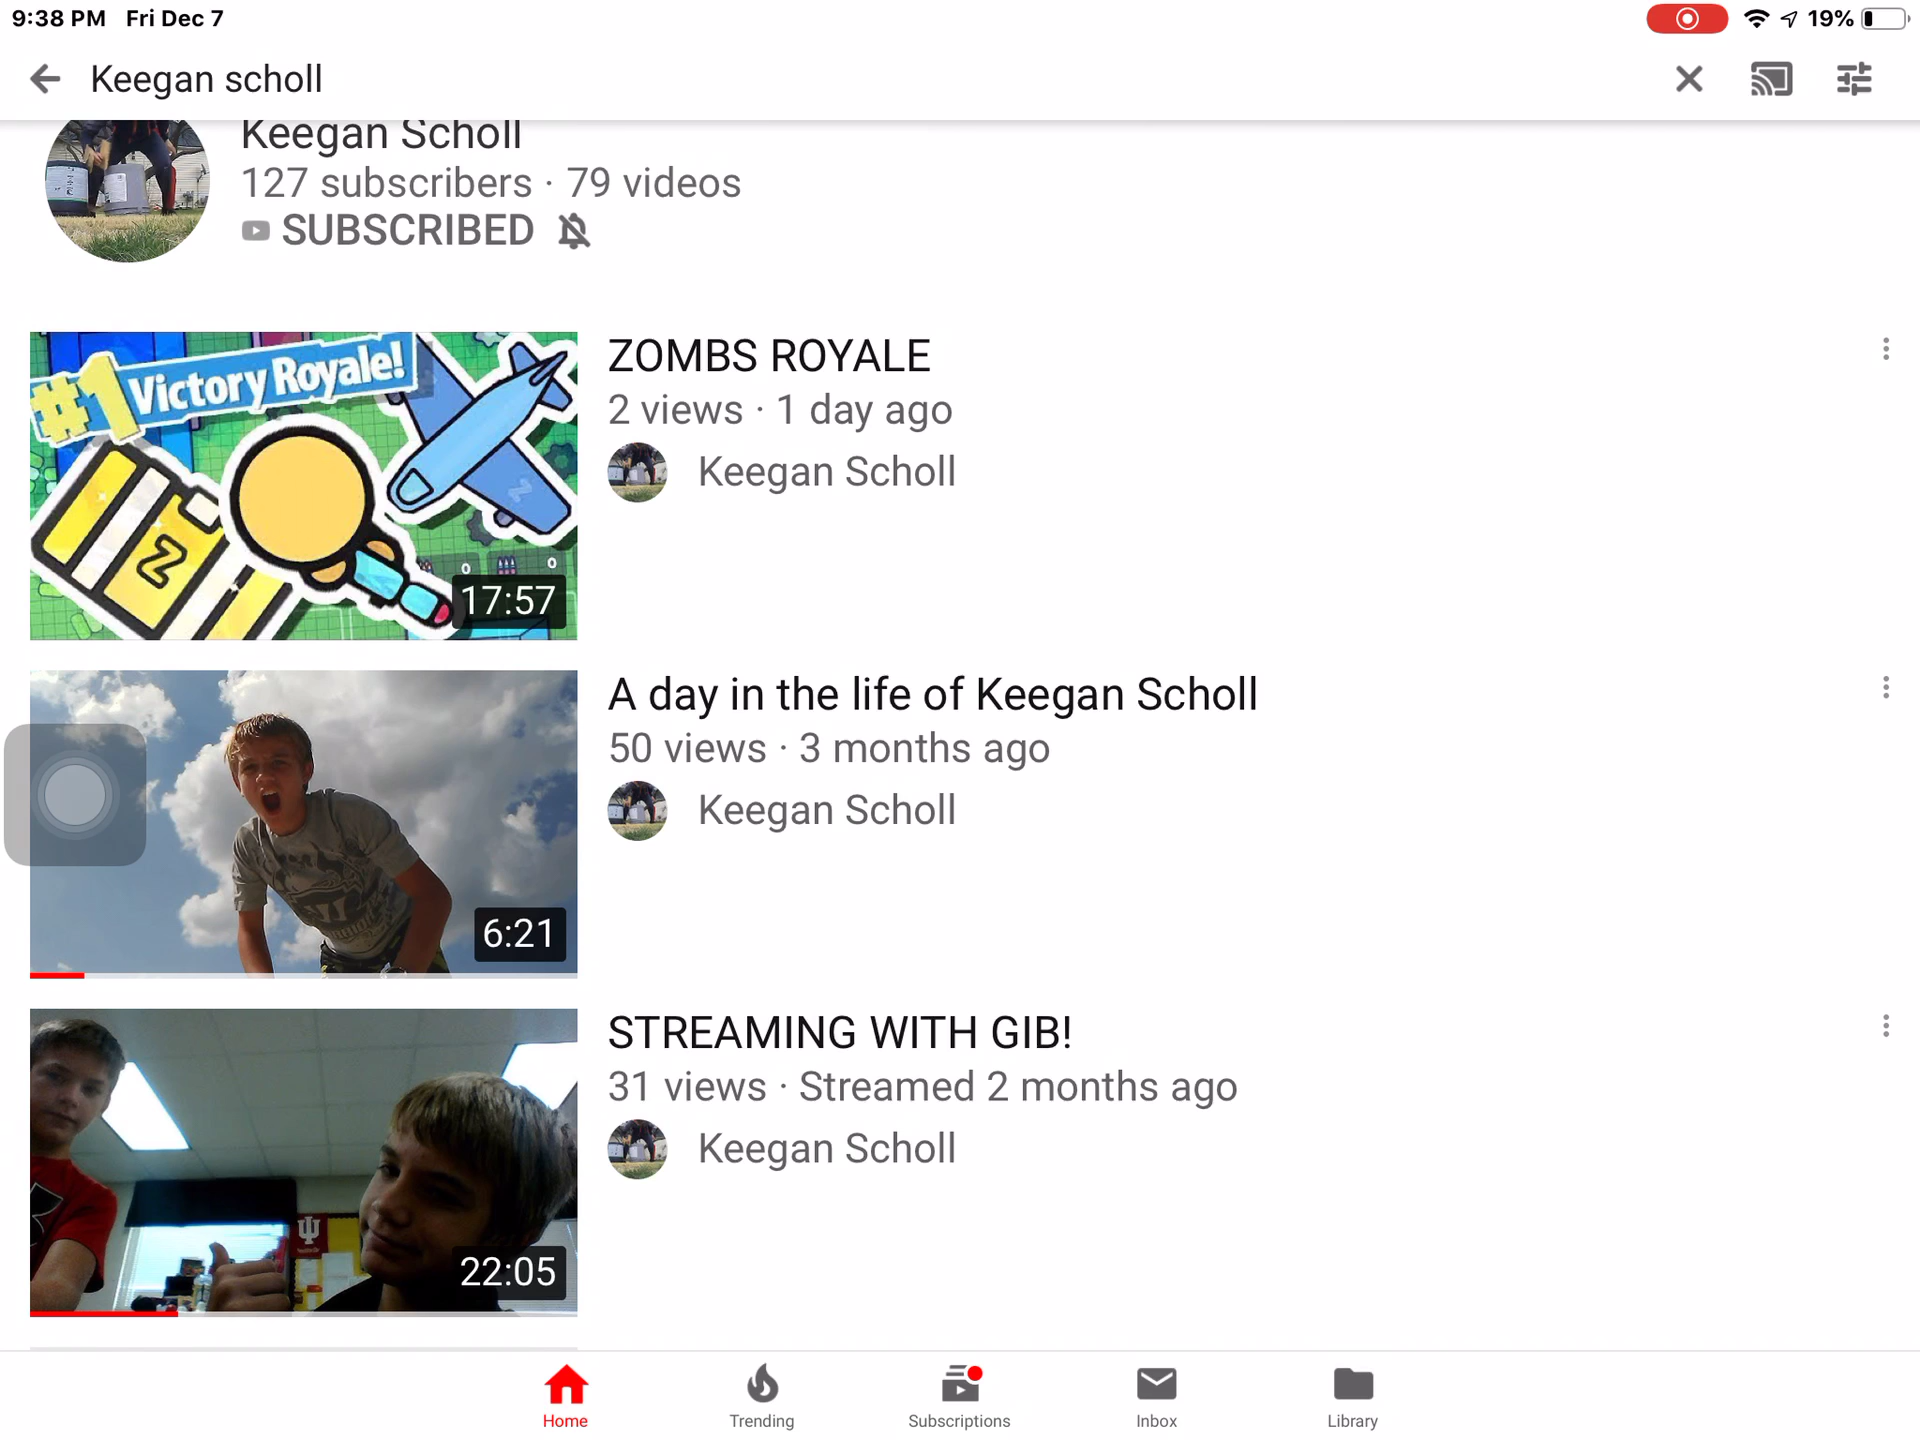 9:38 PM Fri Dec 7 19%
Keegan scholl
Keegan Scholl
127 subscribers · 79 videos
SUBSCRIBED
#1 Victory Royale!
Z
Z
0 0
17:57
ZOMBS ROYALE
2 views · 1 day ago
Keegan Scholl
6:21
A day in the life of Keegan Scholl
50 views · 3 months ago
Keegan Scholl
22:05
STREAMING WITH GIB!
31 views · Streamed 2 months ago
Keegan Scholl
Home Trending Subscriptions Inbox Library